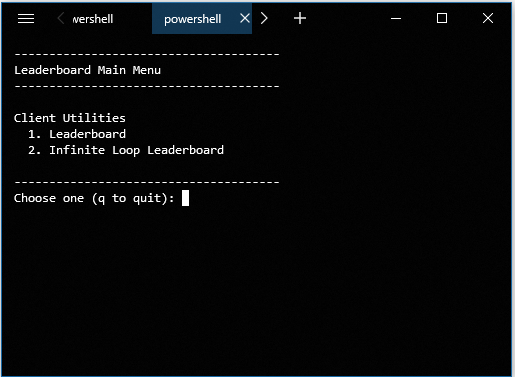 wershell
powershell
--------------------------------------
Leaderboard Main Menu
--------------------------------------
Client Utilities
1. Leaderboard
2. Infinite Loop Leaderboard
--------------------------------------
Choose one (q to quit):